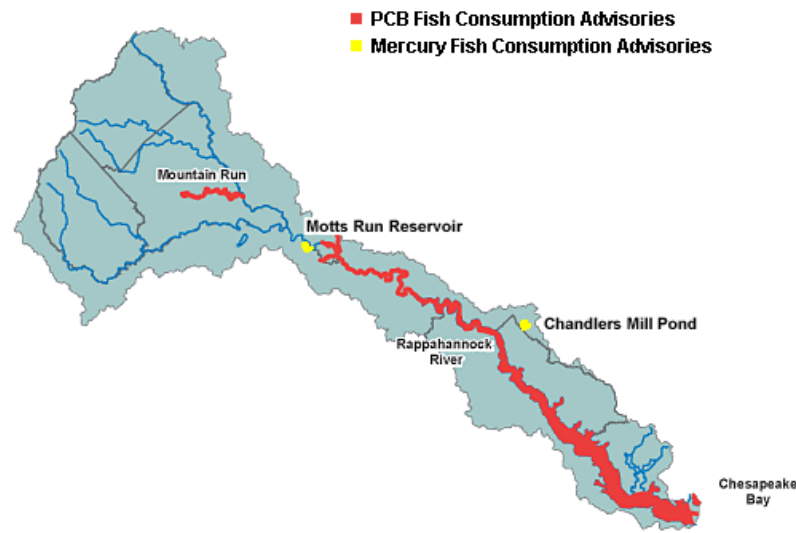 PCB Fish Consumption Advisories
Mercury Fish Consumption Advisories
Mountain Run
Motts Run Reservoir
Chandlers Mill Pond
Rappahannock
River
Chesapeake
Bay